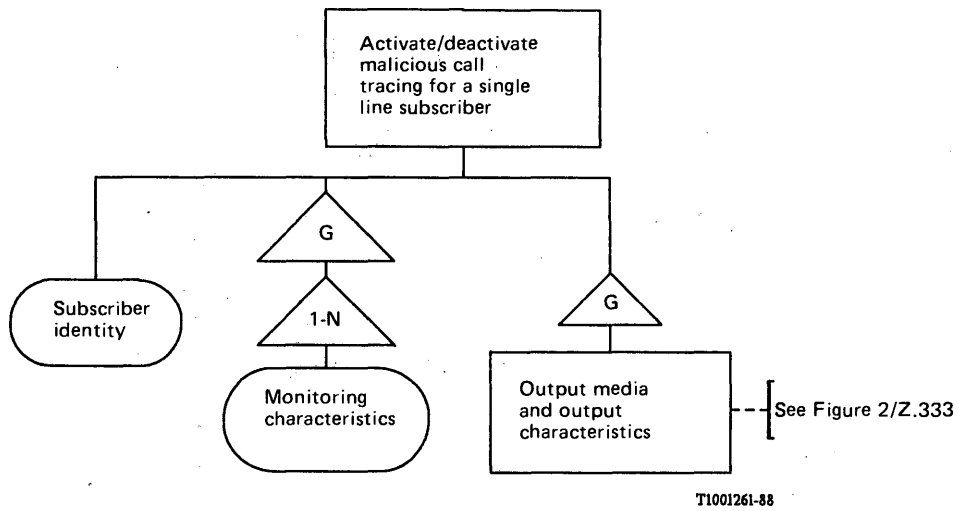 Activate/deactivate
malicious call
tracing for a single
line subscriber
G
Subscriber
identity
1-N
Monitoring
characteristics
G
Output media
and output
characteristics
See Figure 2/Z.333
T1001261-88